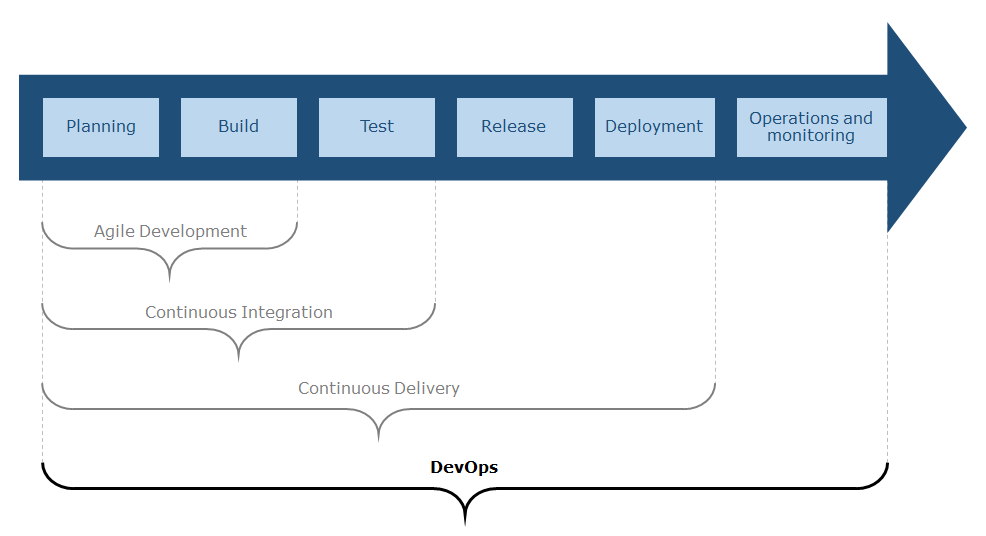 Planning
Build
Test
Release
Deployment
Operations and
monitoring
Agile Development
Continuous Integration
Continuous Delivery
DevOps